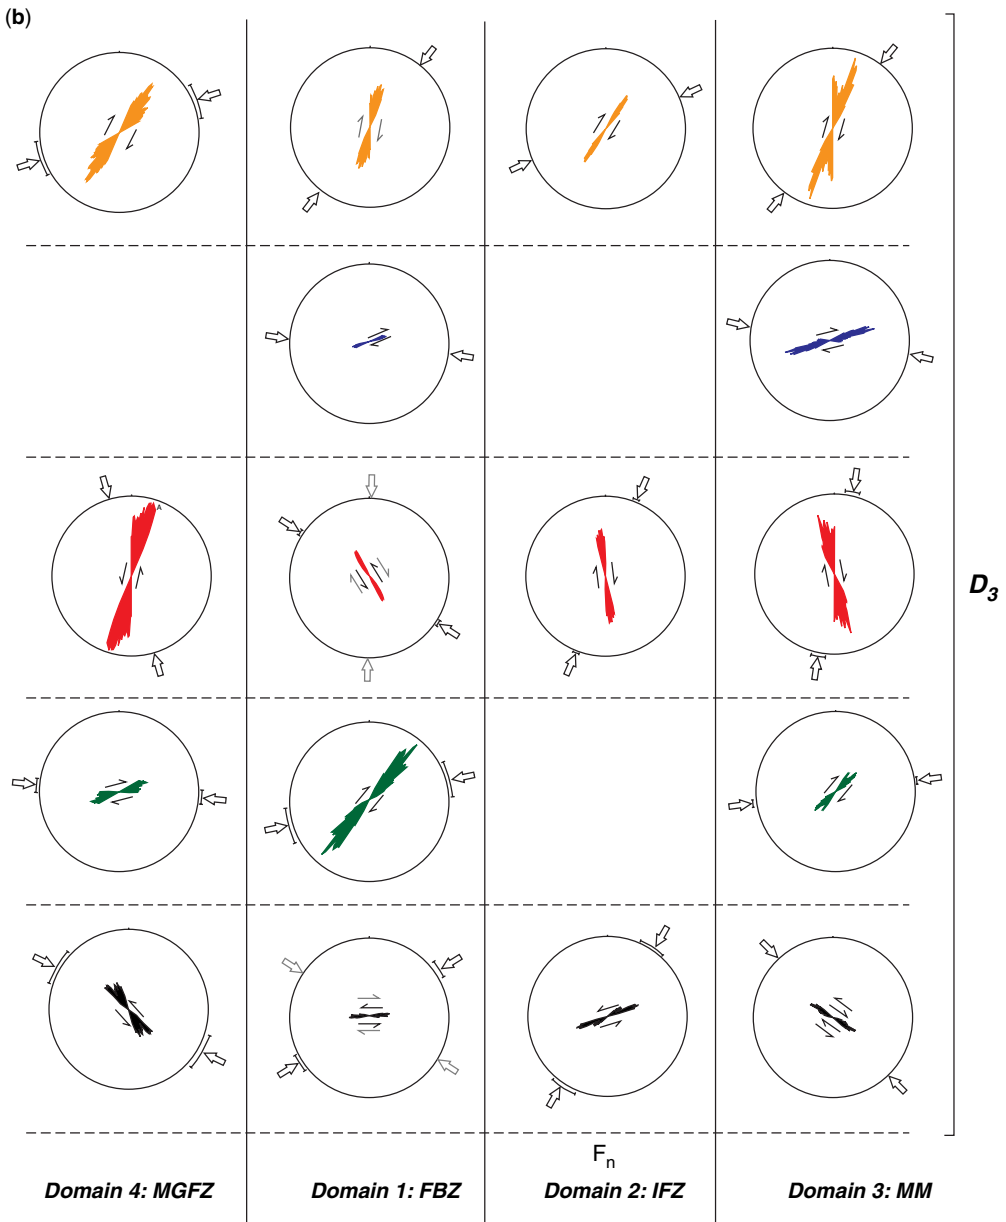 (b)
D3
Fn
Domain 4: MGFZ
Domain 1: FBZ
Domain 2: IFZ
Domain 3: MM